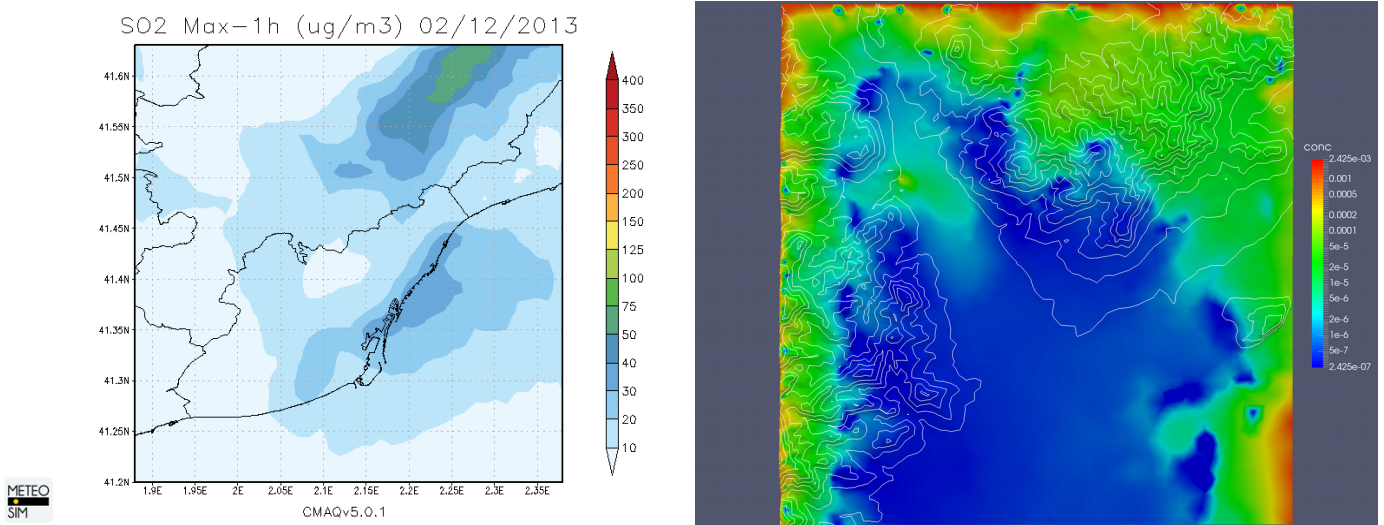 SO2 Max-1h (ug/m3) 02/12/2013
41.6N
41.55N
41.5N
41.45N
41.4N
41.35N
41.3N
41.25N
41.2N
1.9E 1.95E 2E 2.05E 2.1E 2.15E 2.2E 2.25E 2.3E 2.35E
CMAQv5.0.1
400
350
300
250
200
150
125
100
75
50
40
30
20
10
METEO
SIM
conc
2.425e-03
0.001
0.0005
0.0002
0.0001
5e-5
2e-5
1e-5
5e-6
2e-6
1e-6
5e-7
2.425e-07